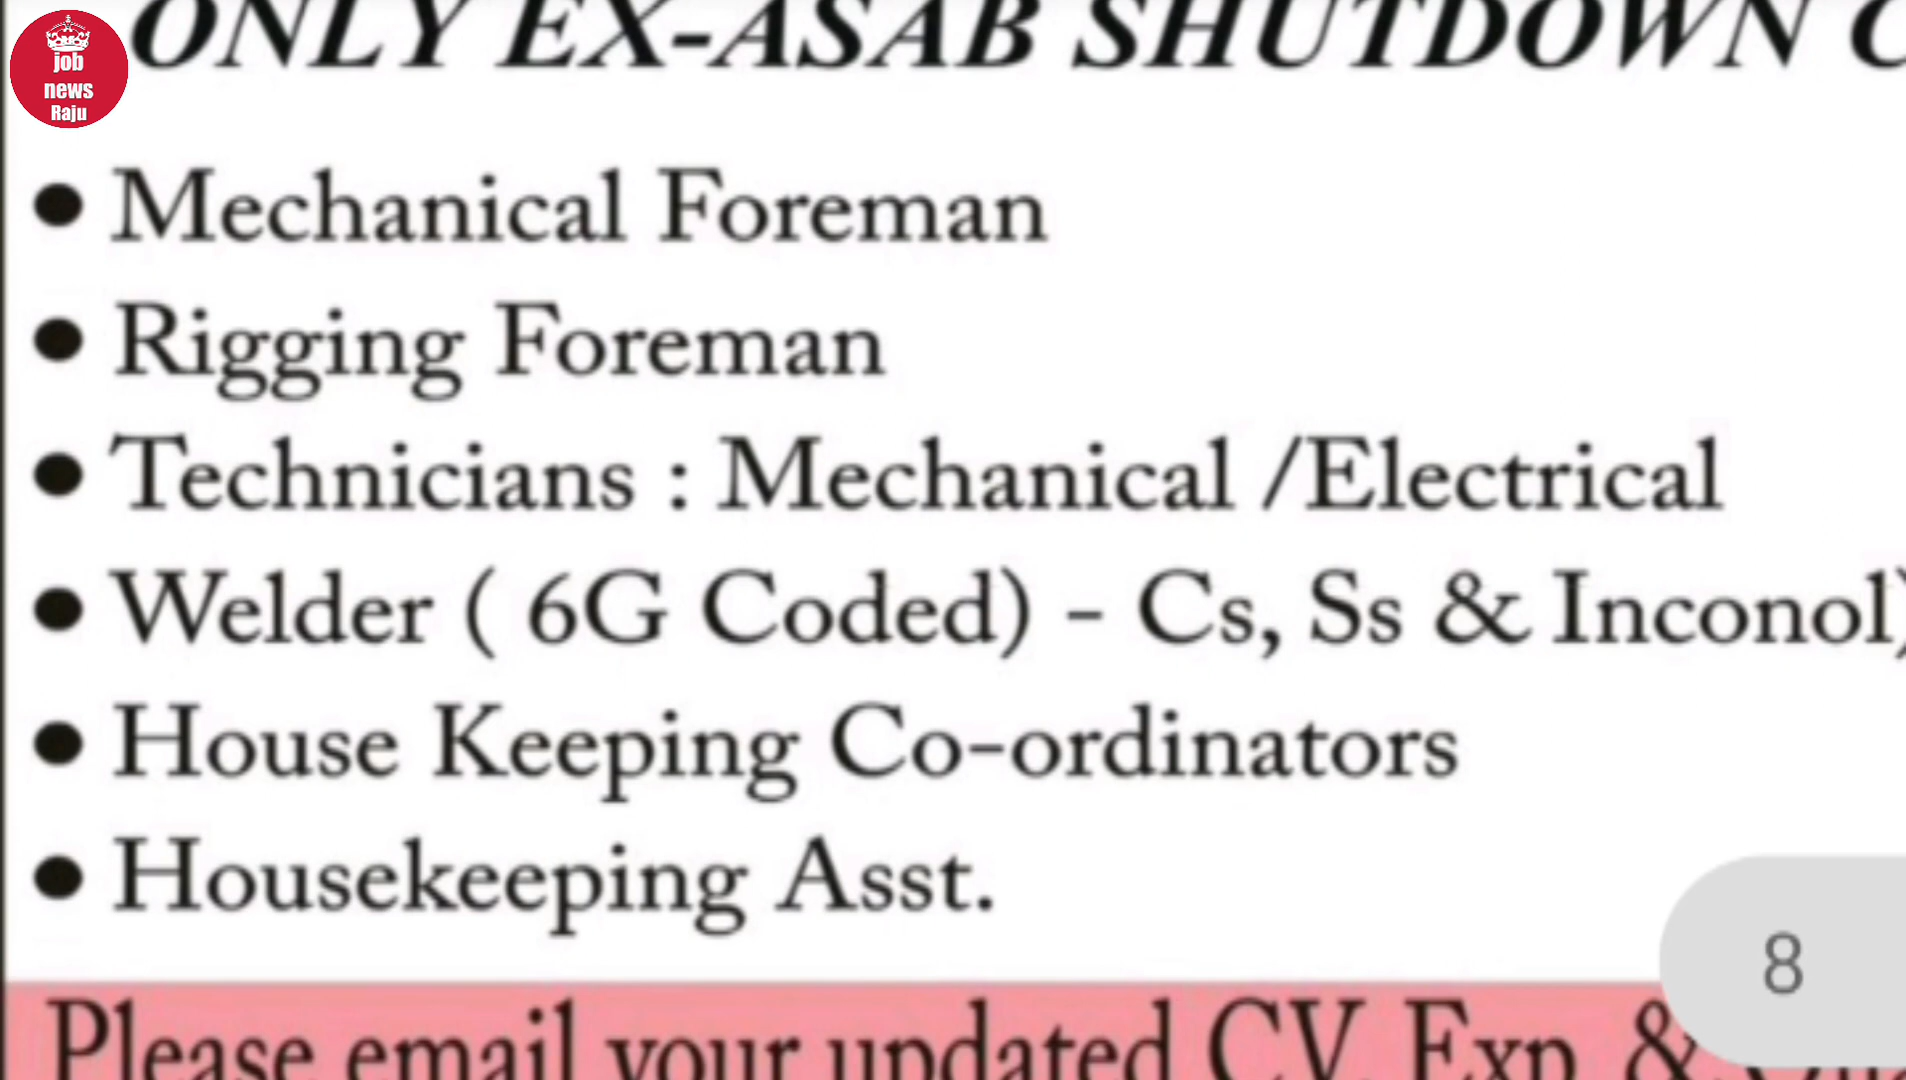 job
news
Raju
ONLY EX-ASAB SHUTDOWN
• Mechanical Foreman
• Rigging Foreman
• Technicians : Mechanical /Electrical
• Welder ( 6G Coded) - Cs, Ss & Inconol)
• House Keeping Co-ordinators
• Housekeeping Asst.
8
Please email your updated CV, Exp &